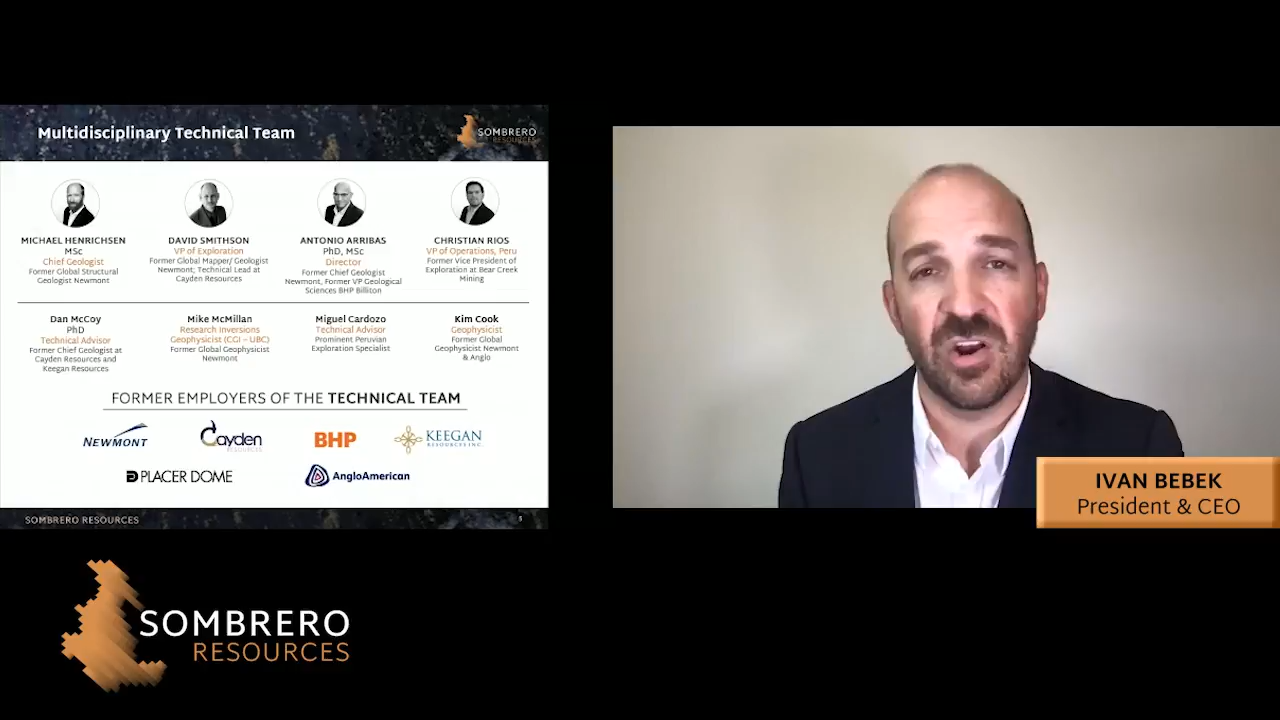 Multidisciplinary Technical Team
SOMBRERO
RESOURCES
MICHAEL HENRICHSEN
MSc
Chief Geologist
Former Global Structural
Geologist Newmont
DAVID SMITHSON
VP of Exploration
Former Global Mapper/ Geologist
Newmont; Technical Lead at
Cayden Resources
ANTONIO ARRIBAS
PhD, MSc
Director
Former Chief Geologist
Newmont, Former VP Geological
Sciences BHP Billiton
CHRISTIAN RIOS
VP of Operations, Peru
Former Vice President of
Exploration at Bear Creek
Mining
Dan McCoy
PhD
Technical Advisor
Former Chief Geologist at
Cayden Resources and
Keegan Resources
Mike McMillan
Research Inversions
Geophysicist (CGI – UBC)
Former Global Geophysicist
Newmont
Miguel Cardozo
Technical Advisor
Prominent Peruvian
Exploration Specialist
Kim Cook
Geophysicist
Former Global
Geophysicist Newmont
& Anglo
FORMER EMPLOYERS OF THE TECHNICAL TEAM
NEWMONT
Cayden
RESOURCES
BHP
KEEGAN
RESOURCES INC.
PLACER DOME
AngloAmerican
SOMBRERO RESOURCES
IVAN BEBEK
President & CEO
SOMBRERO
RESOURCES